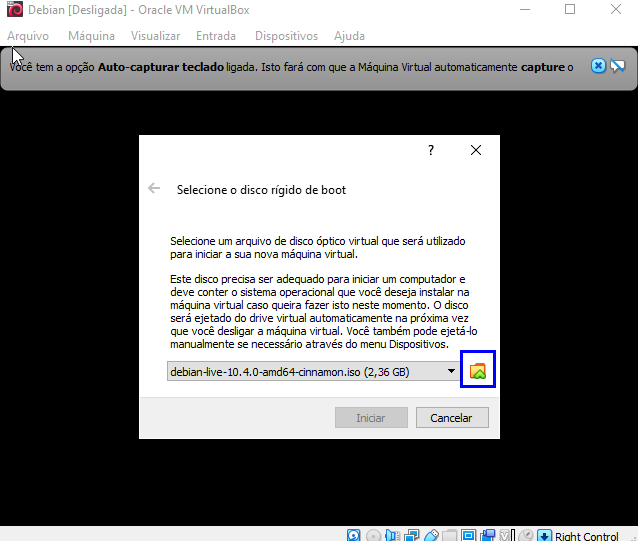 Debian [Desligada] - Oracle VM VirtualBox
Arquivo Máquina Visualizar Entrada Dispositivos Ajuda
Você tem a opção Auto-capturar teclado ligada. Isto fará com que a Máquina Virtual automaticamente capture o
?
Selecione o disco rígido de boot
Selecione um arquivo de disco óptico virtual que será utilizado
para iniciar a sua nova máquina virtual.
Este disco precisa ser adequado para iniciar um computador e
deve conter o sistema operacional que você deseja instalar na
máquina virtual caso queira fazer isto neste momento. O disco
será ejetado do drive virtual automaticamente na próxima vez
que você desligar a máquina virtual. Você também pode ejetá-lo
manualmente se necessário através do menu Dispositivos.
debian-live-10.4.0-amd64-cinnamon.iso (2,36 GB)
Iniciar Cancelar
Right Control